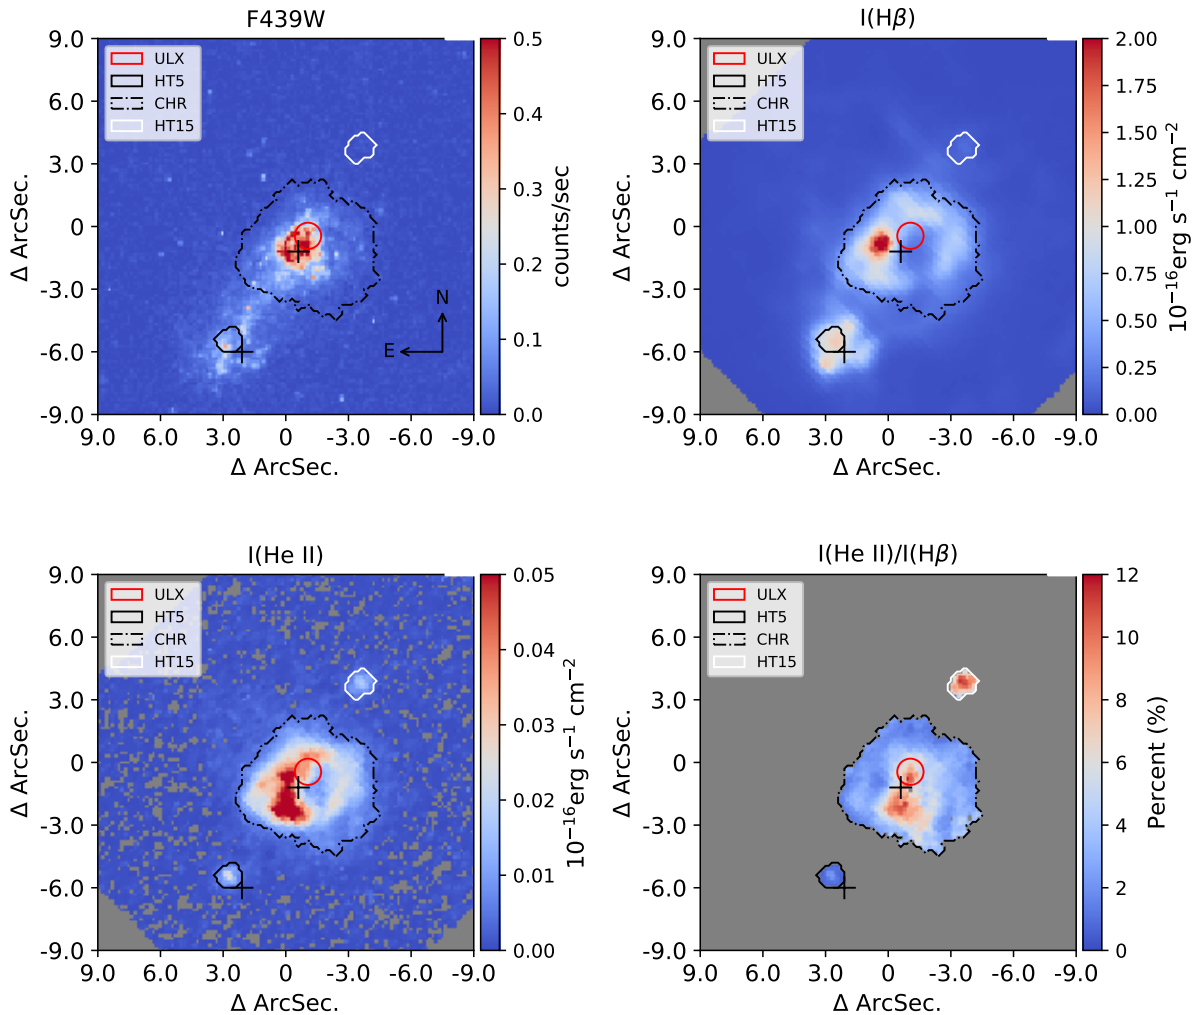 F439W
9.0
6.0
3.0
0
-3.0
-6.0
-9.0
Δ ArcSec.
ULX
HT5
CHR
HT15
N
E
9.0 6.0 3.0 0 -3.0 -6.0 -9.0
Δ ArcSec.
0.5
0.4
0.3
0.2
0.1
0.0
counts/sec
I(Hβ)
9.0
6.0
3.0
0
-3.0
-6.0
-9.0
Δ ArcSec.
ULX
HT5
CHR
HT15
9.0 6.0 3.0 0 -3.0 -6.0 -9.0
Δ ArcSec.
2.00
1.75
1.50
1.25
1.00
0.75
0.50
0.25
0.00
10⁻¹⁶erg s⁻¹ cm⁻²
I(He II)
9.0
6.0
3.0
0
-3.0
-6.0
-9.0
Δ ArcSec.
ULX
HT5
CHR
HT15
9.0 6.0 3.0 0 -3.0 -6.0 -9.0
Δ ArcSec.
0.05
0.04
0.03
0.02
0.01
0.00
10⁻¹⁶erg s⁻¹ cm⁻²
I(He II)/I(Hβ)
9.0
6.0
3.0
0
-3.0
-6.0
-9.0
Δ ArcSec.
ULX
HT5
CHR
HT15
9.0 6.0 3.0 0 -3.0 -6.0 -9.0
Δ ArcSec.
12
10
8
6
4
2
0
Percent (%)